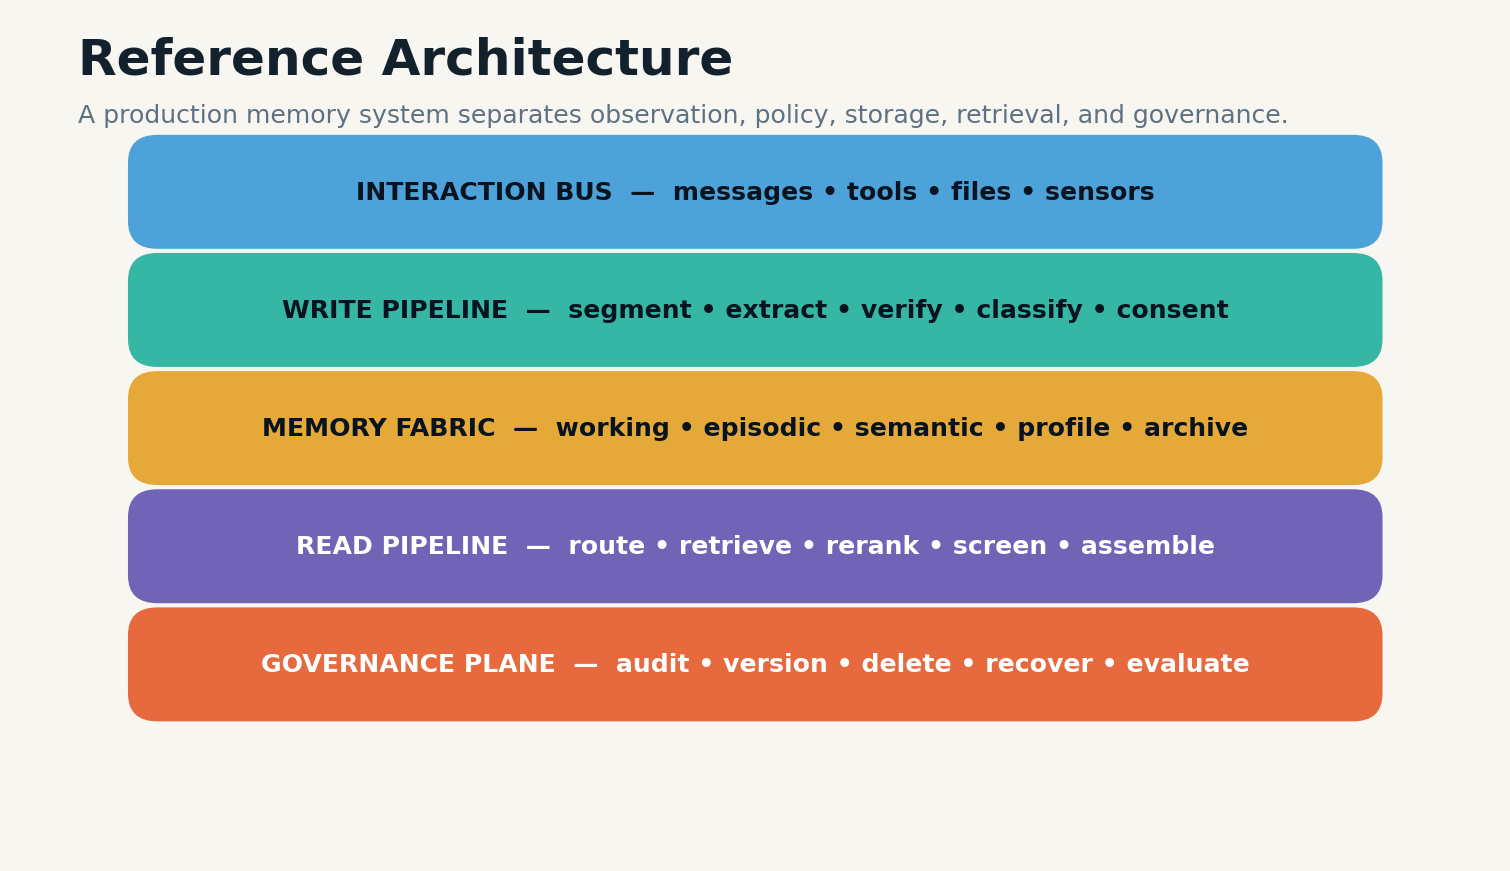 Reference Architecture
A production memory system separates observation, policy, storage, retrieval, and governance.
INTERACTION BUS — messages • tools • files • sensors
WRITE PIPELINE — segment • extract • verify • classify • consent
MEMORY FABRIC — working • episodic • semantic • profile • archive
READ PIPELINE — route • retrieve • rerank • screen • assemble
GOVERNANCE PLANE — audit • version • delete • recover • evaluate